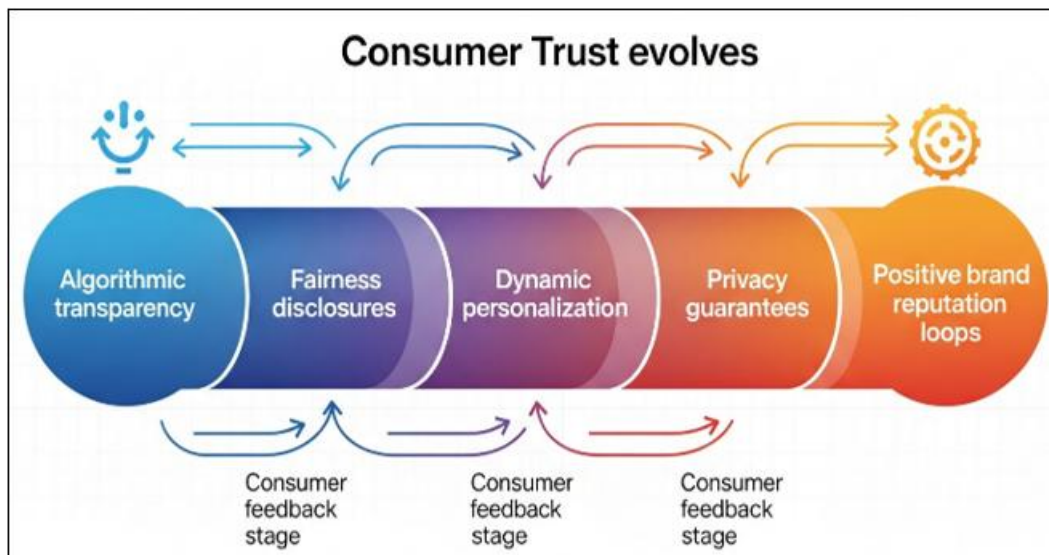 Consumer Trust evolves
Algorithmic
transparency
Fairness
disclosures
Dynamic
personalization
Privacy
guarantees
Positive brand
reputation
loops
Consumer
feedback
stage
Consumer
feedback
stage
Consumer
feedback
stage